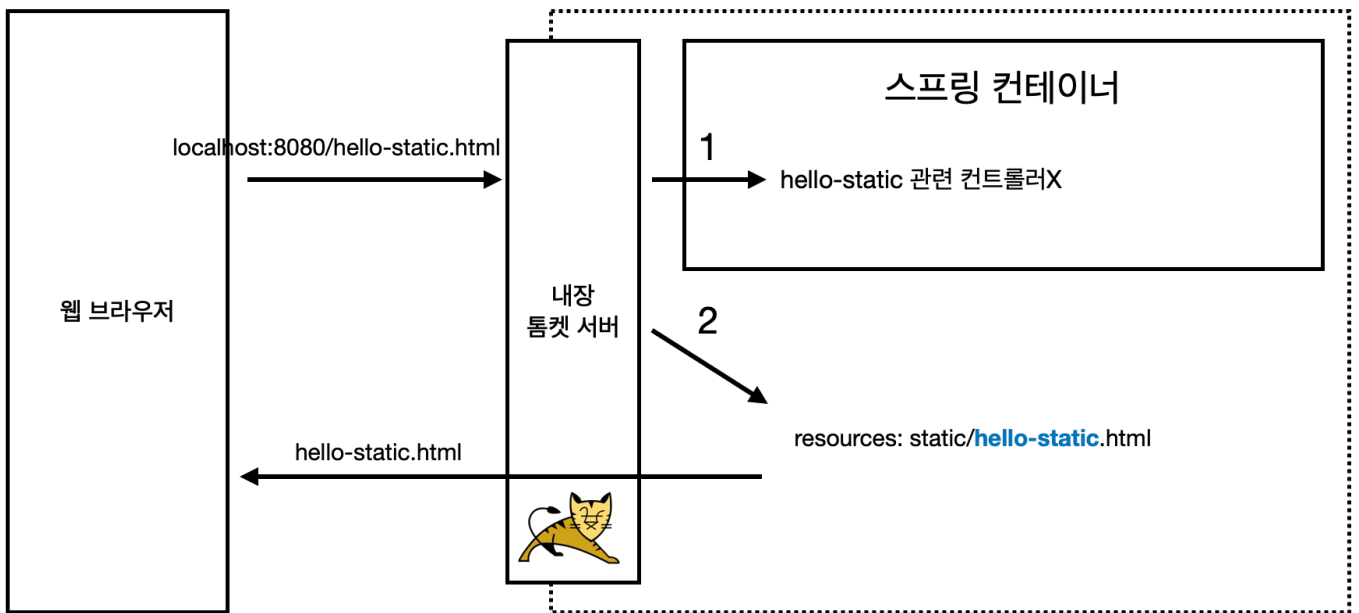 스프링 컨테이너
localhost:8080/hello-static.html
1
hello-static 관련 컨트롤러X
웹 브라우저
내장
톰켓 서버
2
resources: static/hello-static.html
hello-static.html